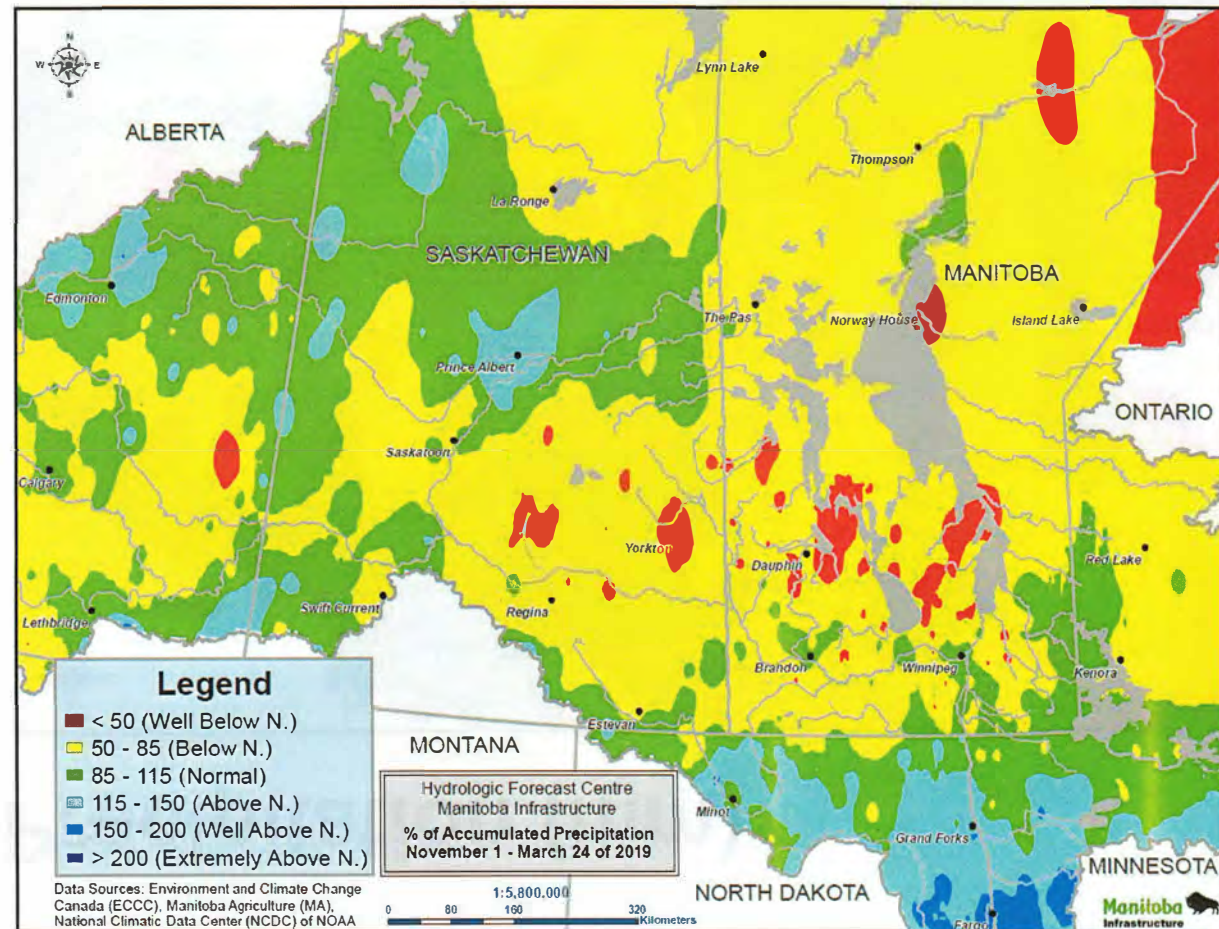 N
W E
S
ALBERTA
Lynn Lake
Thompson
La Ronge
SASKATCHEWAN
MANITOBA
Edmonton
The Pas
Norway House
Island Lake
Prince Albert
ONTARIO
Saskatoon
Calgary
Yorkton
Dauphin
Red Lake
Lethbridge
Swift Current
Regina
Brandon
Winnipeg
Kenora
Estevan
MONTANA
Minot
Grand Forks
NORTH DAKOTA
MINNESOTA
Fargo
Legend
< 50 (Well Below N.)
50 - 85 (Below N.)
85 - 115 (Normal)
115 - 150 (Above N.)
150 - 200 (Well Above N.)
> 200 (Extremely Above N.)
Hydrologic Forecast Centre
Manitoba Infrastructure
% of Accumulated Precipitation
November 1 - March 24 of 2019
Data Sources: Environment and Climate Change
Canada (ECCC), Manitoba Agriculture (MA),
National Climatic Data Center (NCDC) of NOAA
1:5,800,000
0 80 160 320
Kilometers
Manitoba
Infrastructure